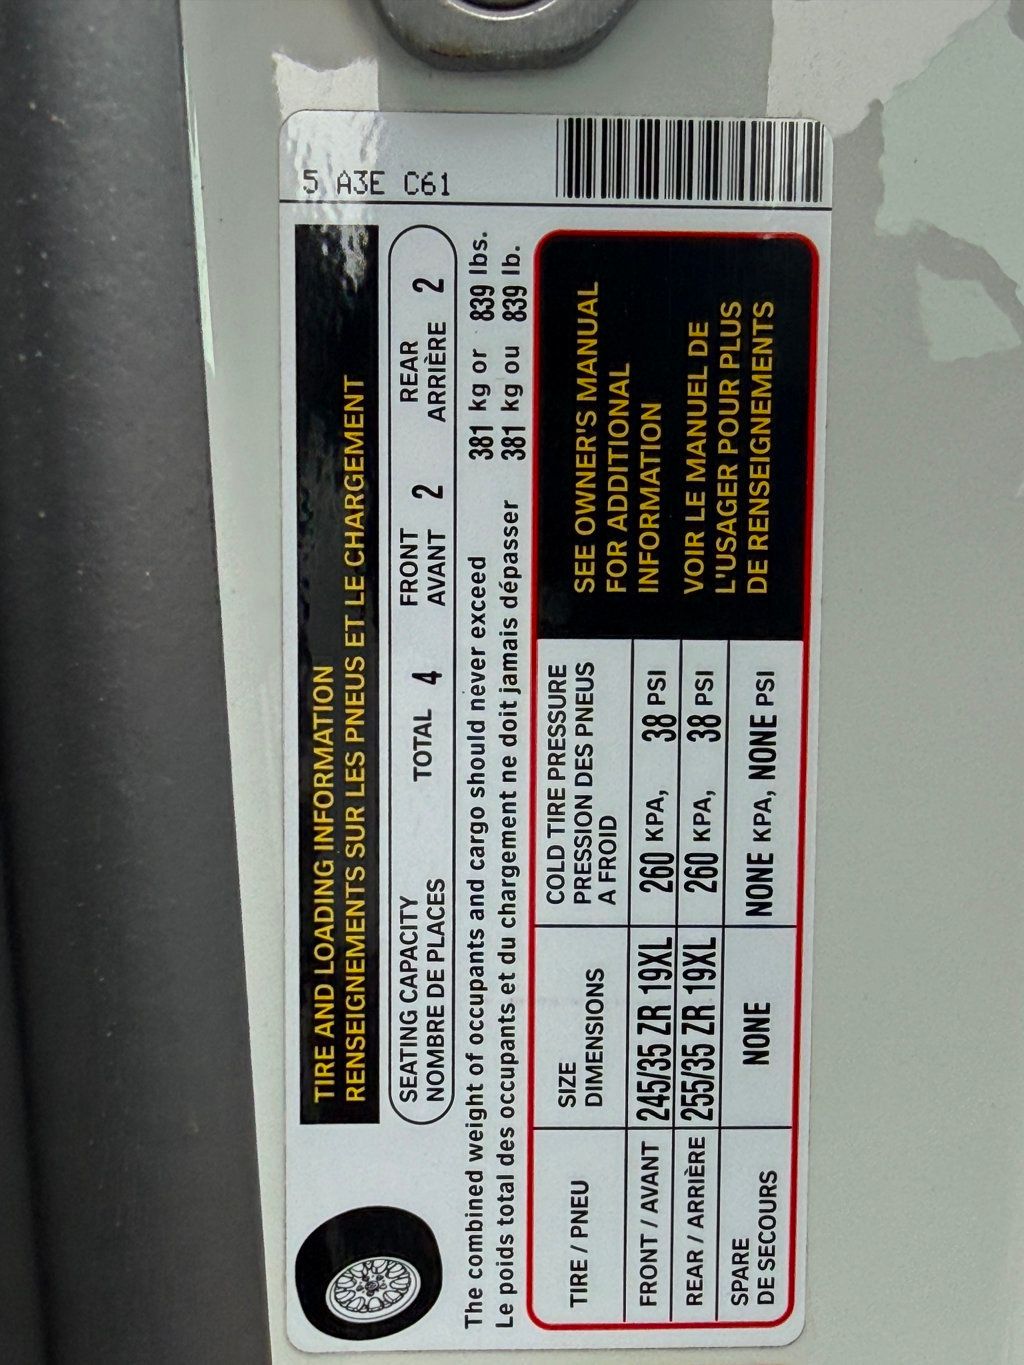 5 A3E C61
TIRE AND LOADING INFORMATION
RENSEIGNEMENTS SUR LES PNEUS ET LE CHARGEMENT
SEATING CAPACITY
NOMBRE DE PLACES
TOTAL 4
FRONT
AVANT 2
REAR
ARRIÈRE 2
The combined weight of occupants and cargo should never exceed 381 kg or 839 lbs.
Le poids total des occupants et du chargement ne doit jamais dépasser 381 kg ou 839 lb.
TIRE / PNEU
SIZE
DIMENSIONS
COLD TIRE PRESSURE
PRESSION DES PNEUS
A FROID
FRONT / AVANT 245/35 ZR 19XL 260 KPA, 38 PSI
REAR / ARRIÈRE 255/35 ZR 19XL 260 KPA, 38 PSI
SPARE
DE SECOURS
NONE NONE KPA, NONE PSI
SEE OWNER'S MANUAL
FOR ADDITIONAL
INFORMATION
VOIR LE MANUEL DE
L'USAGER POUR PLUS
DE RENSEIGNEMENTS